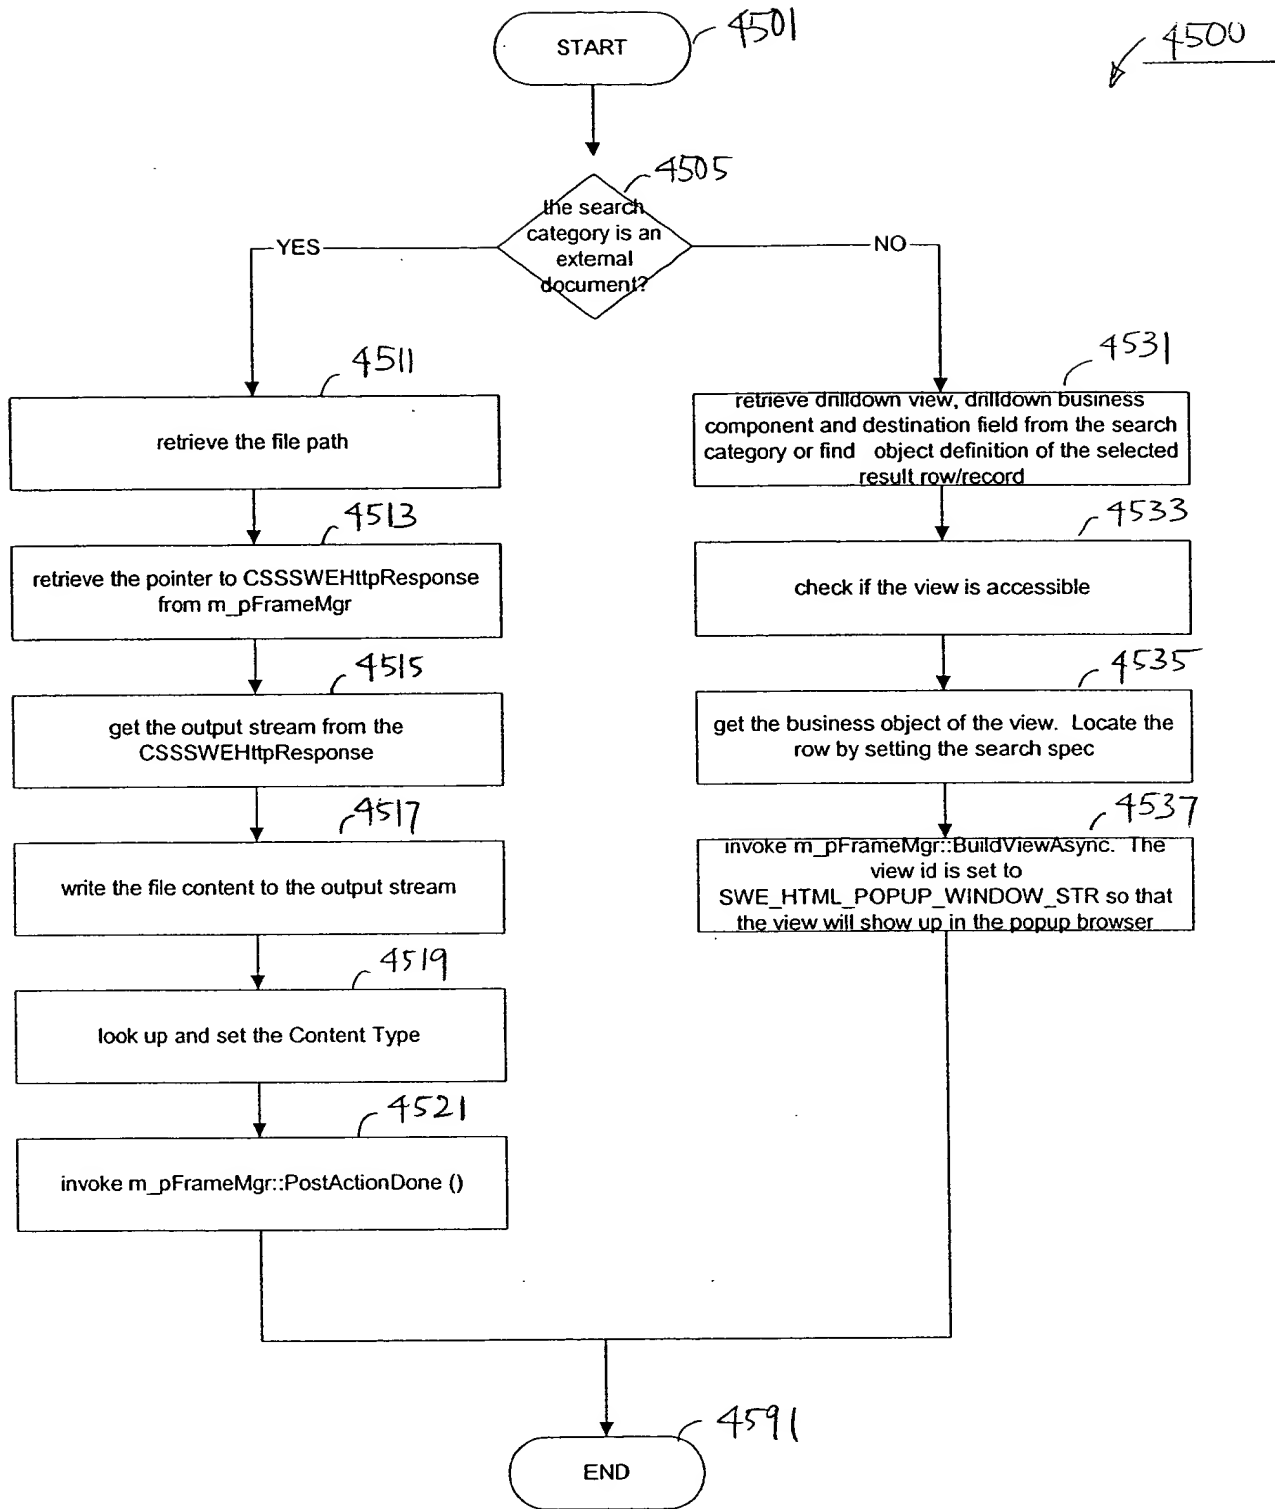 START
4501
4500
4505
the search
category is an
external
document?
YES
NO
4511
retrieve the file path
4513
retrieve the pointer to CSSSWEHttpResponse
from m_pFrameMgr
4515
get the output stream from the
CSSSWEHttpResponse
4517
write the file content to the output stream
4519
look up and set the Content Type
4521
invoke m_pFrameMgr::PostActionDone ()
4531
retrieve drilldown view, drilldown business
component and destination field from the search
category or find object definition of the selected
result row/record
4533
check if the view is accessible
4535
get the business object of the view. Locate the
row by setting the search spec
4537
invoke m_pFrameMgr::BuildViewAsync. The
view id is set to
SWE_HTML_POPUP_WINDOW_STR so that
the view will show up in the popup browser
4591
END